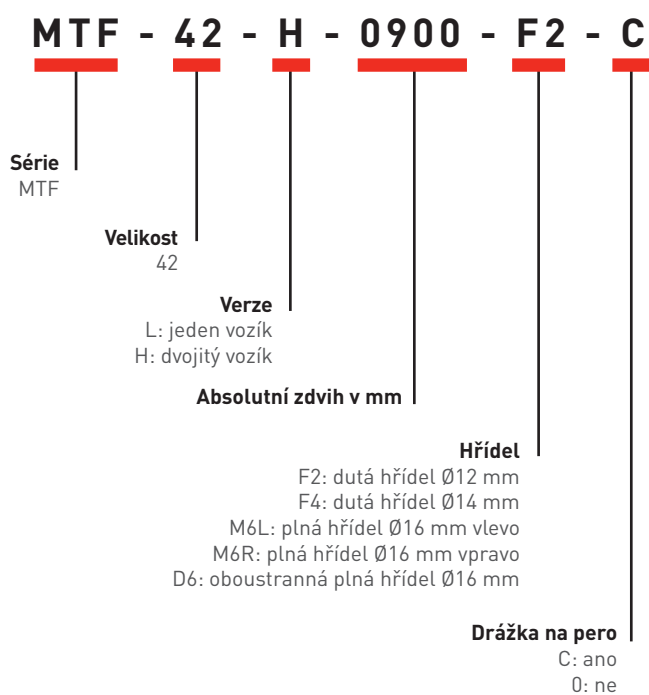 MTF - 42 - H - 0900 - F2 - C
Série
MTF
Velikost
42
Verze
L: jeden vozík
H: dvojitý vozík
Absolutní zdvih v mm
Hřídel
F2: dutá hřídel Ø12 mm
F4: dutá hřídel Ø14 mm
M6L: plná hřídel Ø16 mm vlevo
M6R: plná hřídel Ø16 mm vpravo
D6: oboustranná plná hřídel Ø16 mm
Drážka na pero
C: ano
0: ne